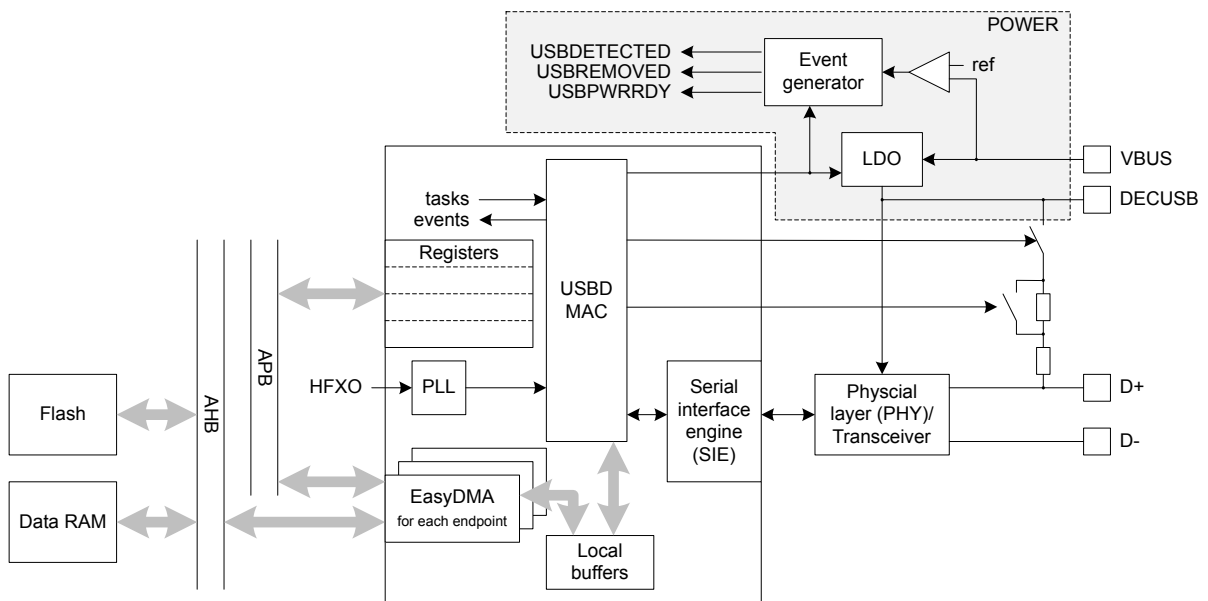 POWER
USBDETECTED
USBREMOVED
USBPWRRDY
Event
generator
ref
LDO
VBUS
DECUSB
tasks
events
Registers
USBD
MAC
APB
AHB
HFXO
PLL
Flash
Data RAM
Serial
interface
engine
(SIE)
Physcial
layer (PHY)/
Transceiver
D+
D-
EasyDMA
for each endpoint
Local
buffers